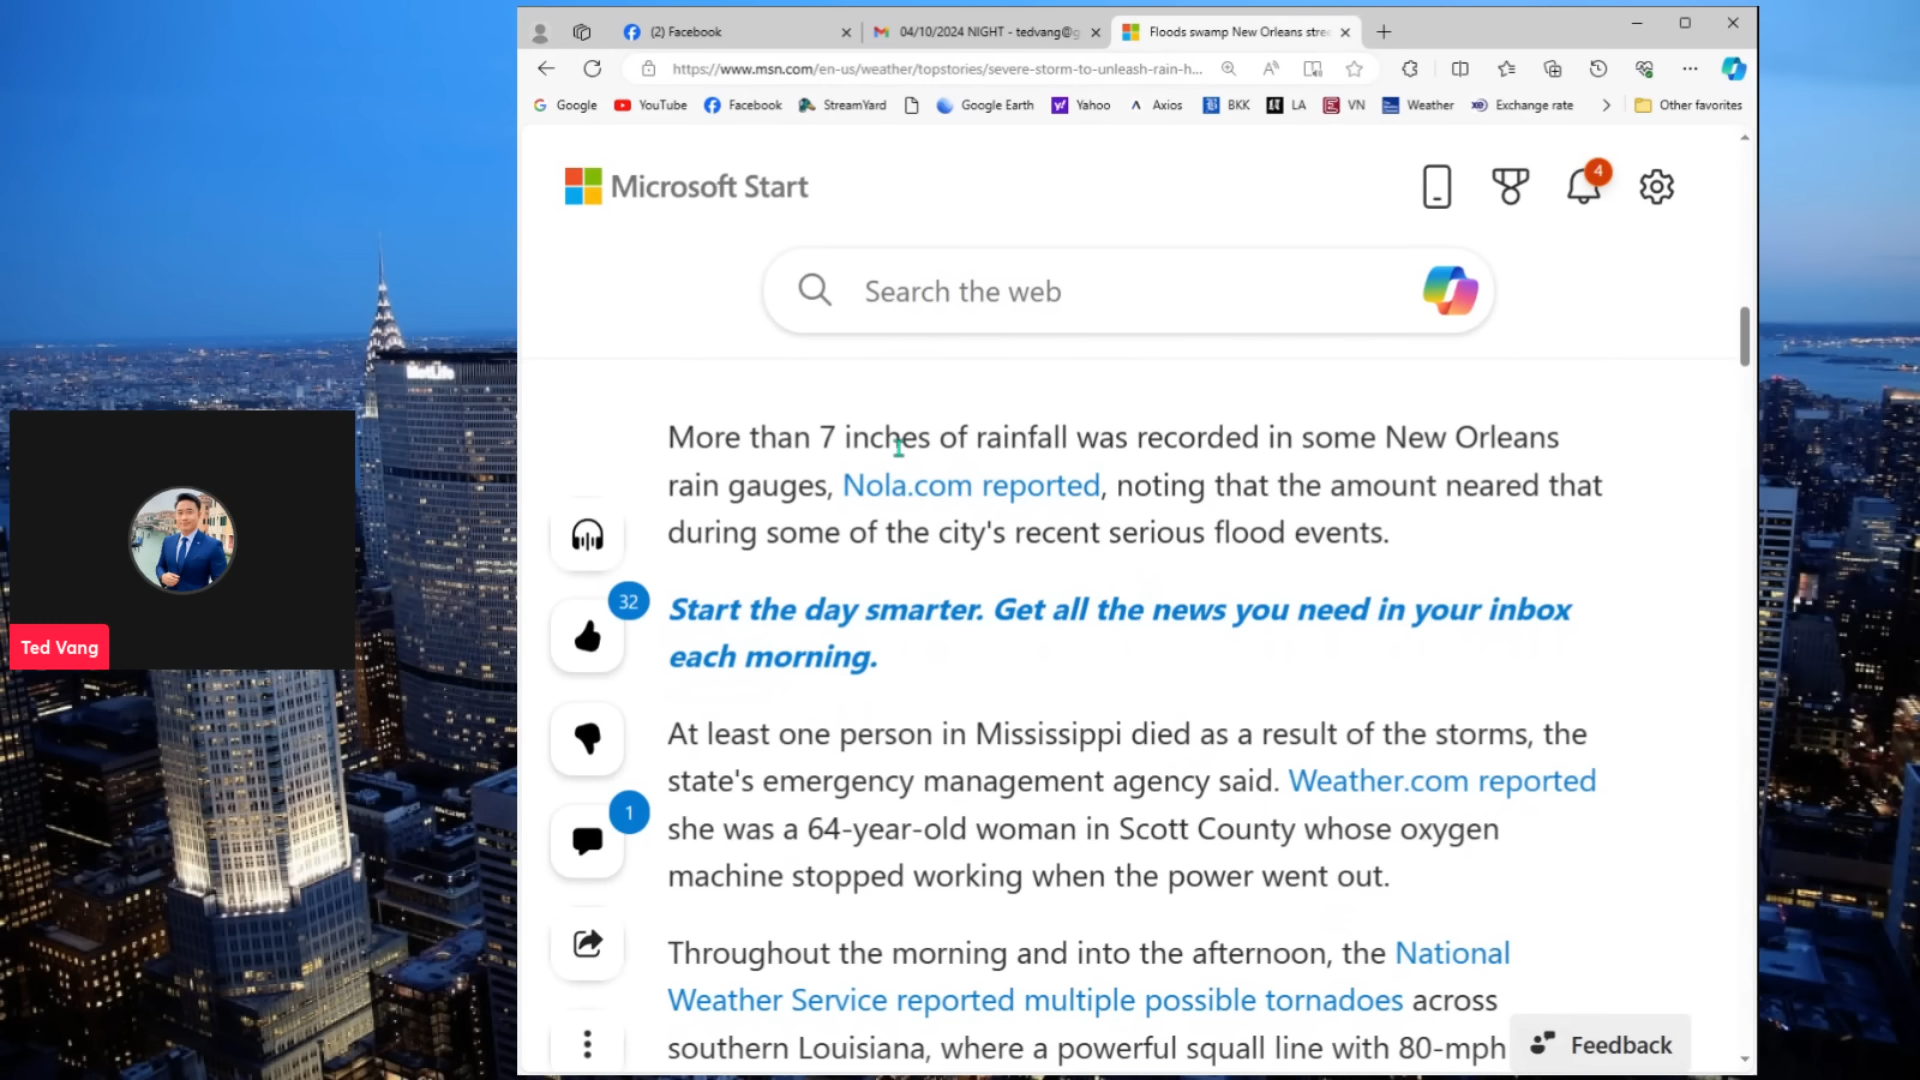 (2) Facebook
04/10/2024 NIGHT - tedvang@g
Floods swamp New Orleans stre
https://www.msn.com/en-us/weather/topstories/severe-storm-to-unleash-rain-h...
Google
YouTube
Facebook
StreamYard
Google Earth
Yahoo
Axios
BKK
LA
VN
Weather
Exchange rate
Other favorites
Microsoft Start
4
Search the web
MetLife
More than 7 inches of rainfall was recorded in some New Orleans
rain gauges, Nola.com reported, noting that the amount neared that
during some of the city's recent serious flood events.
32
Start the day smarter. Get all the news you need in your inbox
each morning.
Ted Vang
At least one person in Mississippi died as a result of the storms, the
state's emergency management agency said. Weather.com reported
1
she was a 64-year-old woman in Scott County whose oxygen
machine stopped working when the power went out.
Throughout the morning and into the afternoon, the National
Weather Service reported multiple possible tornadoes across
southern Louisiana, where a powerful squall line with 80-mph
Feedback